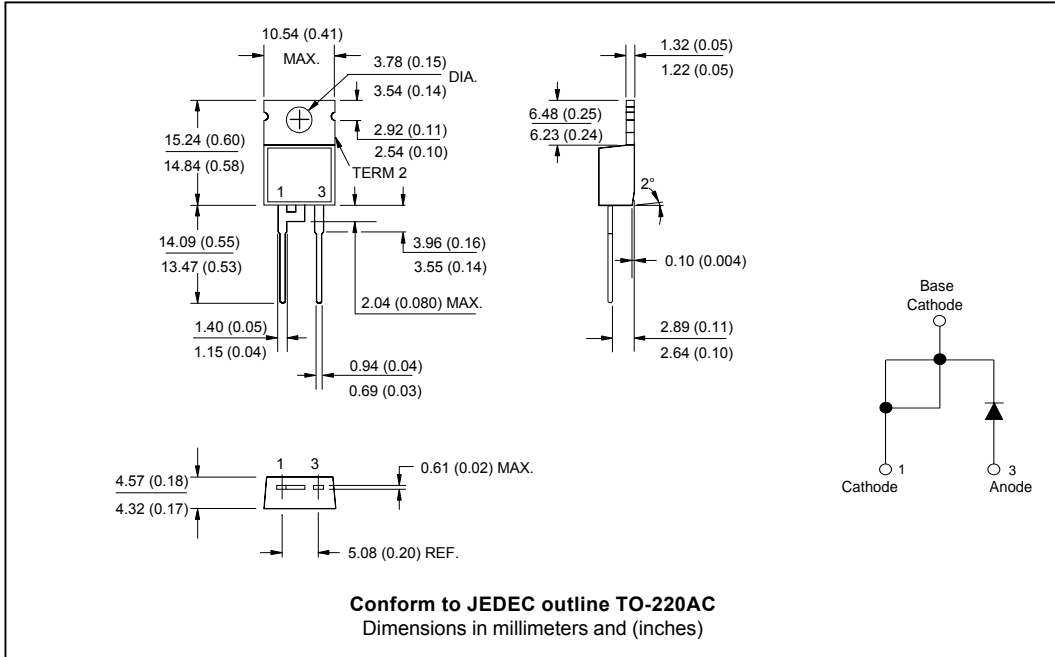 10.54 (0.41)
MAX.
3.78 (0.15)
3.54 (0.14)
DIA.
2.92 (0.11)
2.54 (0.10)
TERM 2
15.24 (0.60)
14.84 (0.58)
1 3
14.09 (0.55)
13.47 (0.53)
3.96 (0.16)
3.55 (0.14)
2.04 (0.080) MAX.
1.40 (0.05)
1.15 (0.04)
0.94 (0.04)
0.69 (0.03)
1.32 (0.05)
1.22 (0.05)
6.48 (0.25)
6.23 (0.24)
2°
0.10 (0.004)
2.89 (0.11)
2.64 (0.10)
Base
Cathode
1
Cathode
3
Anode
1 3
0.61 (0.02) MAX.
4.57 (0.18)
4.32 (0.17)
5.08 (0.20) REF.
Conform to JEDEC outline TO-220AC
Dimensions in millimeters and (inches)